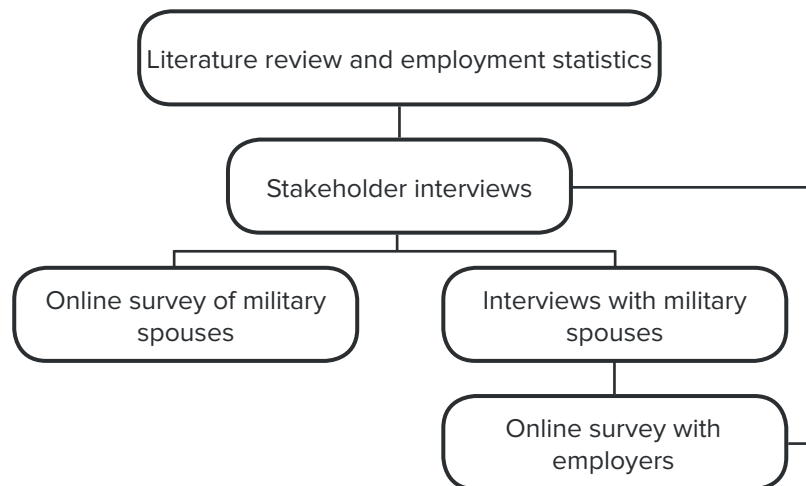 Literature review and employment statistics
Stakeholder interviews
Online survey of military
spouses
Interviews with military
spouses
Online survey with
employers